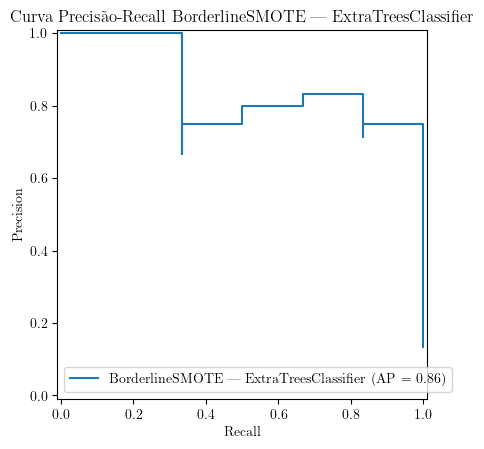 Curva Precisão-Recall BorderlineSMOTE — ExtraTreesClassifier
1.0
0.8
0.6
0.4
0.2
0.0
Precision
BorderlineSMOTE — ExtraTreesClassifier (AP = 0.86)
0.0 0.2 0.4 0.6 0.8 1.0
Recall